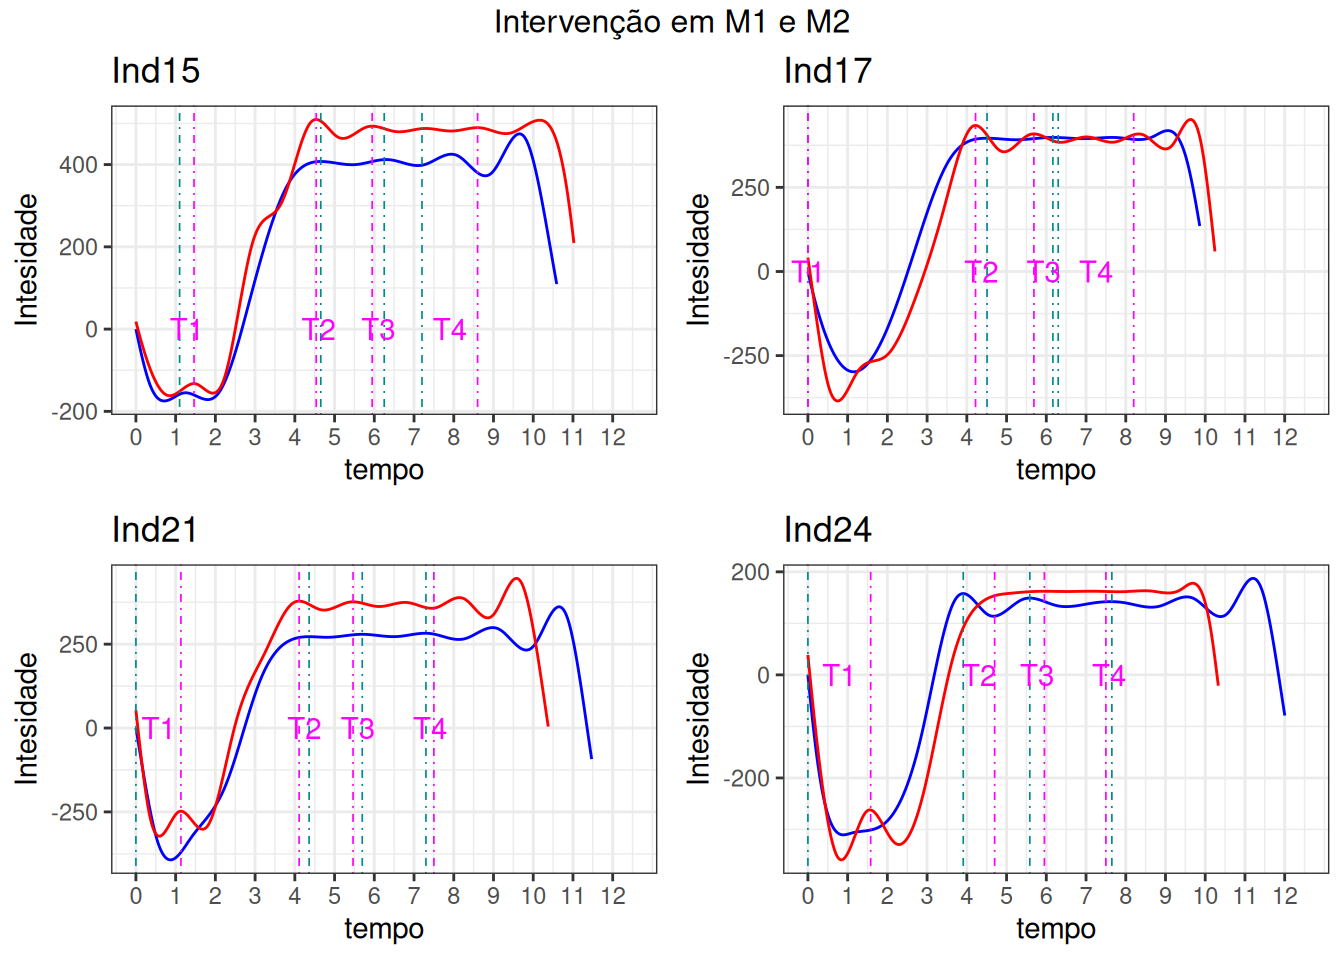 Intervenção em M1 e M2
Ind15
Intesidade
400
200
0
-200
T1 T2 T3 T4
0 1 2 3 4 5 6 7 8 9 10 11 12
tempo
Ind17
Intesidade
250
0
-250
T1 T2 T3 T4
0 1 2 3 4 5 6 7 8 9 10 11 12
tempo
Ind21
Intesidade
250
0
-250
T1 T2 T3 T4
0 1 2 3 4 5 6 7 8 9 10 11 12
tempo
Ind24
Intesidade
200
0
-200
T1 T2 T3 T4
0 1 2 3 4 5 6 7 8 9 10 11 12
tempo